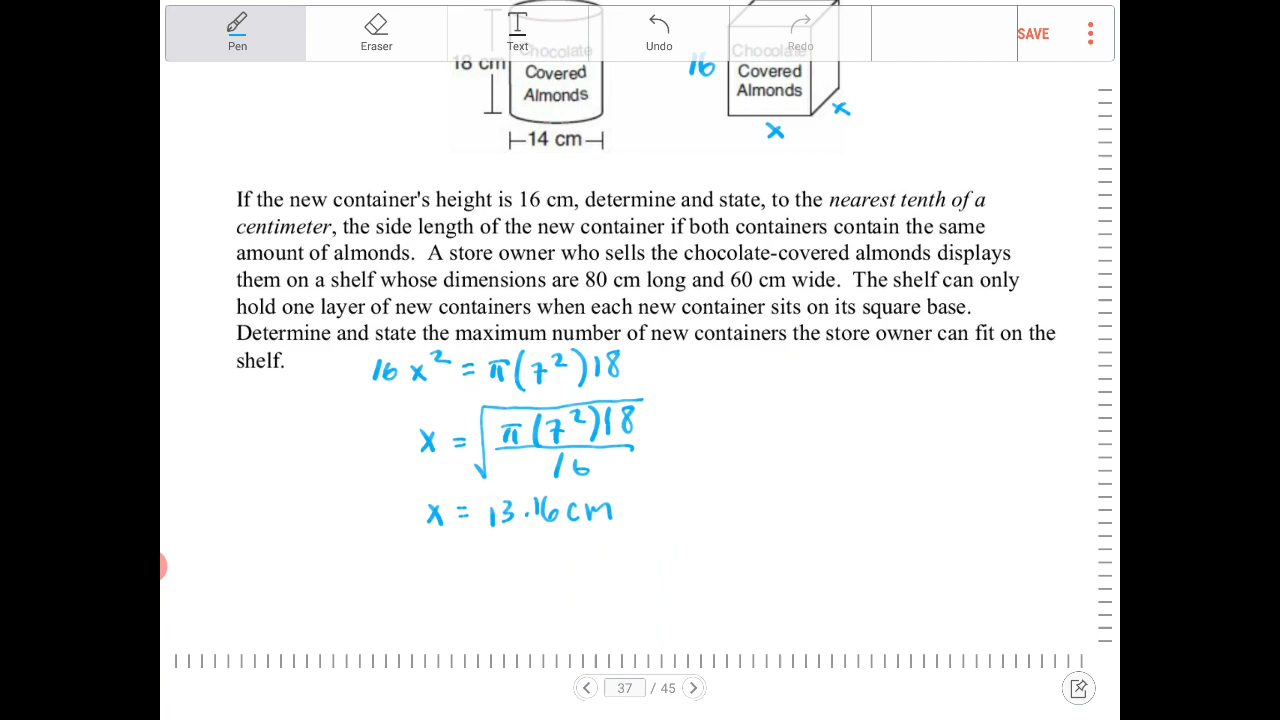 Pen Eraser Text Undo Redo SAVE
Chocolate Chocolate
18 cm Covered 16 Covered
Almonds Almonds x
14 cm x
If the new container's height is 16 cm, determine and state, to the nearest tenth of a
centimeter, the side length of the new container if both containers contain the same
amount of almonds. A store owner who sells the chocolate-covered almonds displays
them on a shelf whose dimensions are 80 cm long and 60 cm wide. The shelf can only
hold one layer of new containers when each new container sits on its square base.
Determine and state the maximum number of new containers the store owner can fit on the
shelf.
16 x² = π(7²)18
x = √(π(7²)18 / 16)
x = 13.16 cm
37 / 45